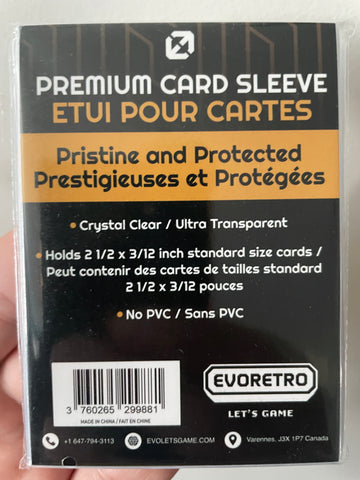 PREMIUM CARD SLEEVE
ETUI POUR CARTES
Pristine and Protected
Prestigieuses et Protégées
• Crystal Clear / Ultra Transparent
• Holds 2 1/2 x 3/12 inch standard size cards /
Peut contenir des cartes de tailles standard
2 1/2 x 3/12 pouces
• No PVC / Sans PVC
EVORETRO
LET'S GAME
3 760265 299881
MADE IN CHINA / FAIT EN CHINE
+1 647-794-3113
EVOLETSGAME.COM
Varennes, J3X 1P7 Canada